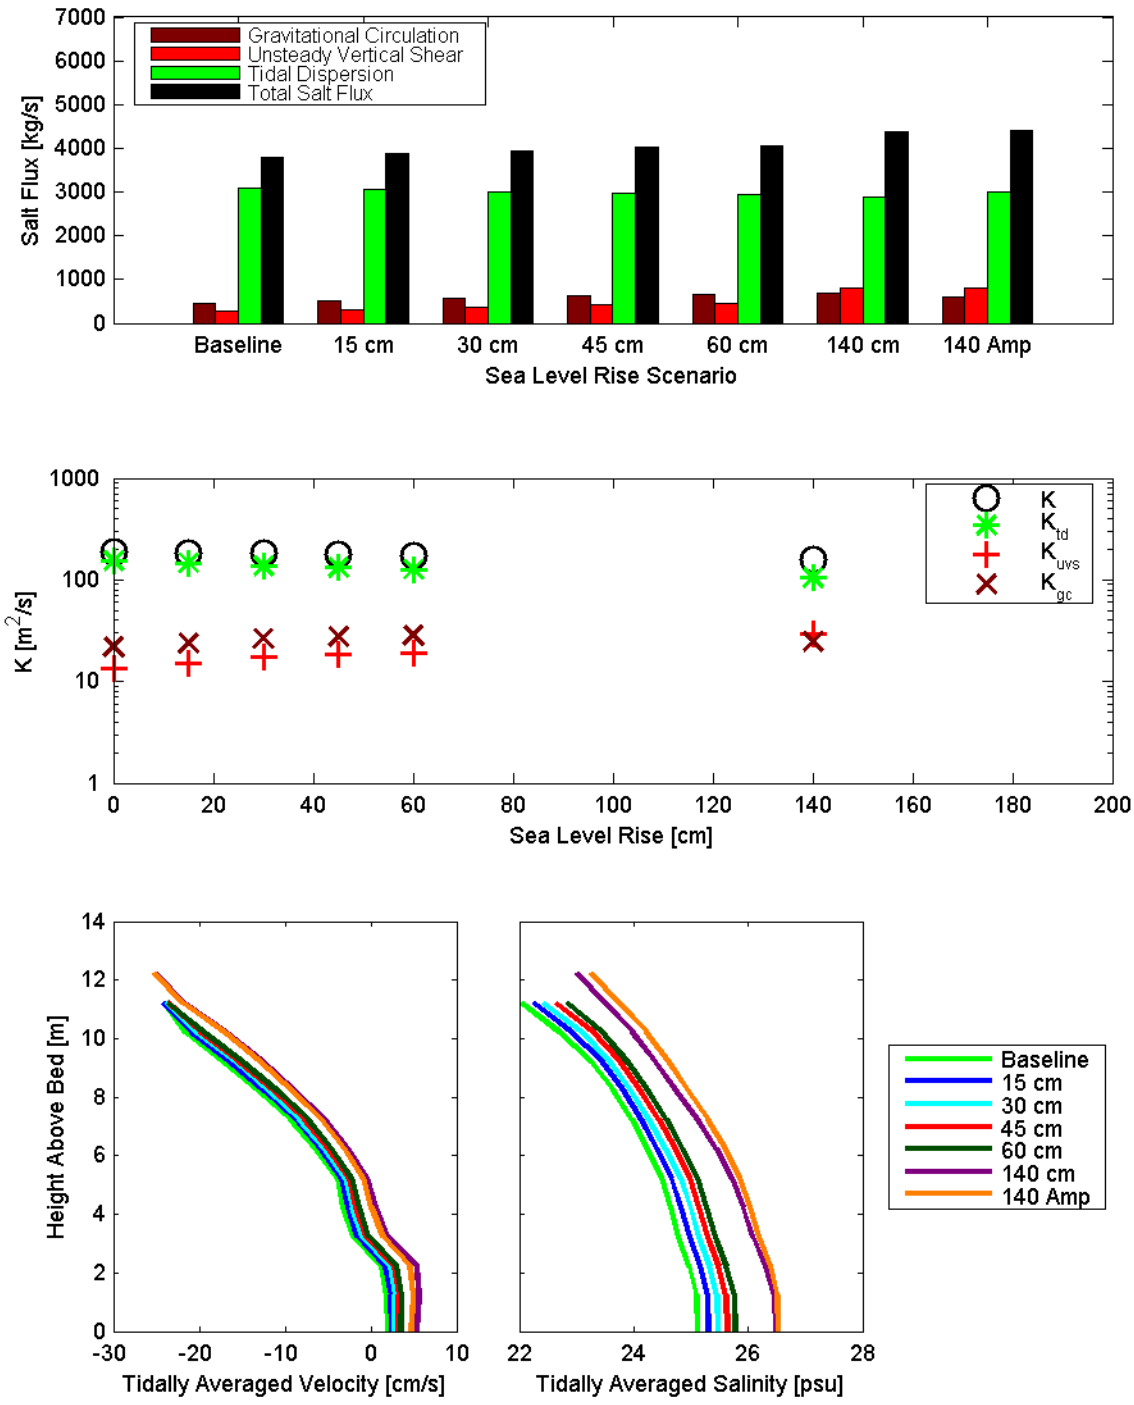 7000
6000
5000
4000
3000
2000
1000
0
Salt Flux [kg/s]
Gravitational Circulation
Unsteady Vertical Shear
Tidal Dispersion
Total Salt Flux
Baseline 15 cm 30 cm 45 cm 60 cm 140 cm 140 Amp
Sea Level Rise Scenario
1000
100
10
1
K [m²/s]
K
K_td
K_uvs
K_gc
0 20 40 60 80 100 120 140 160 180 200
Sea Level Rise [cm]
14
12
10
8
6
4
2
0
Height Above Bed [m]
-30 -20 -10 0 10
Tidally Averaged Velocity [cm/s]
22 24 26 28
Tidally Averaged Salinity [psu]
Baseline
15 cm
30 cm
45 cm
60 cm
140 cm
140 Amp